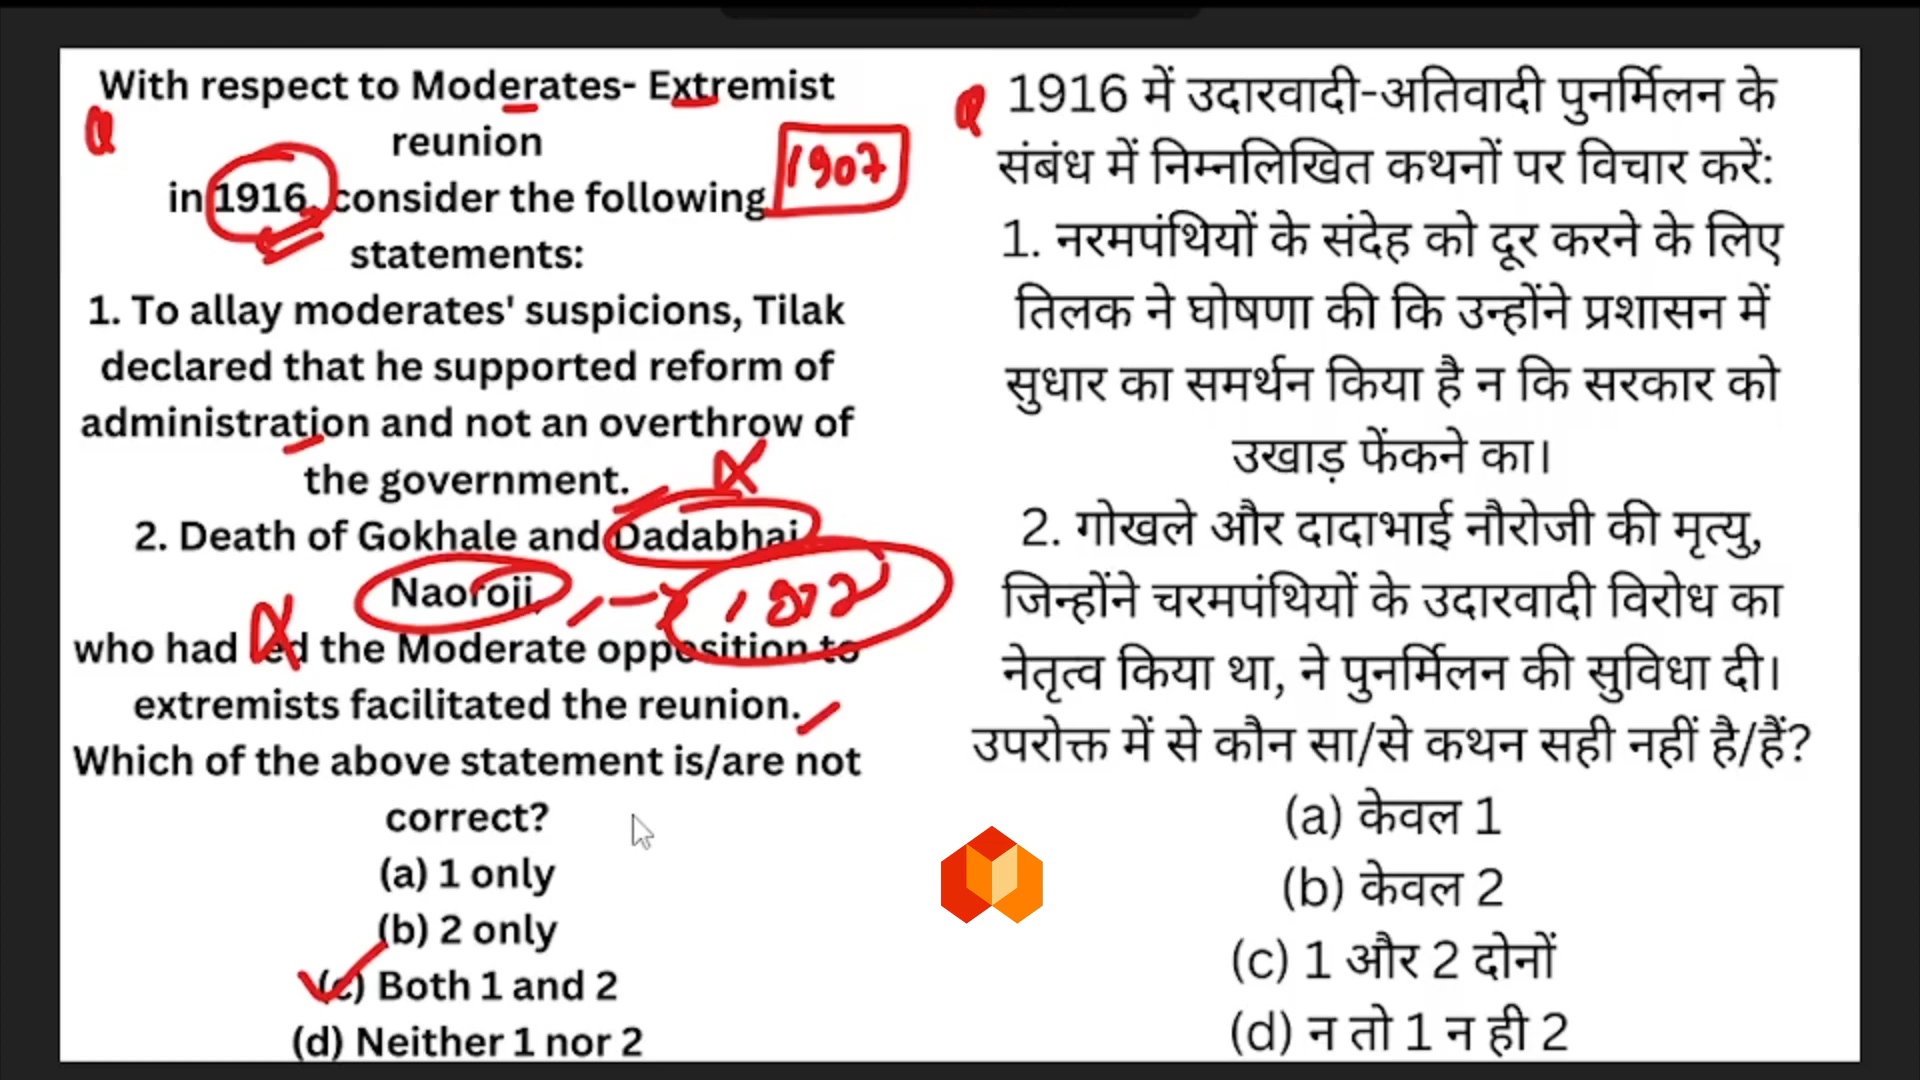 With respect to Moderates- Extremist
reunion
in 1916, consider the following
statements:
1. To allay moderates' suspicions, Tilak
declared that he supported reform of
administration and not an overthrow of
the government.
2. Death of Gokhale and Dadabhai
Naoroji,
who had led the Moderate opposition to
extremists facilitated the reunion.
Which of the above statement is/are not
correct?
(a) 1 only
(b) 2 only
(c) Both 1 and 2
(d) Neither 1 nor 2
1907
1916 में उदारवादी-अतिवादी पुनर्मिलन के
संबंध में निम्नलिखित कथनों पर विचार करें:
1. नरमपंथियों के संदेह को दूर करने के लिए
तिलक ने घोषणा की कि उन्होंने प्रशासन में
सुधार का समर्थन किया है न कि सरकार को
उखाड़ फेंकने का।
2. गोखले और दादाभाई नौरोजी की मृत्यु,
जिन्होंने चरमपंथियों के उदारवादी विरोध का
नेतृत्व किया था, ने पुनर्मिलन की सुविधा दी।
उपरोक्त में से कौन सा/से कथन सही नहीं है/हैं?
(a) केवल 1
(b) केवल 2
(c) 1 और 2 दोनों
(d) न तो 1 न ही 2